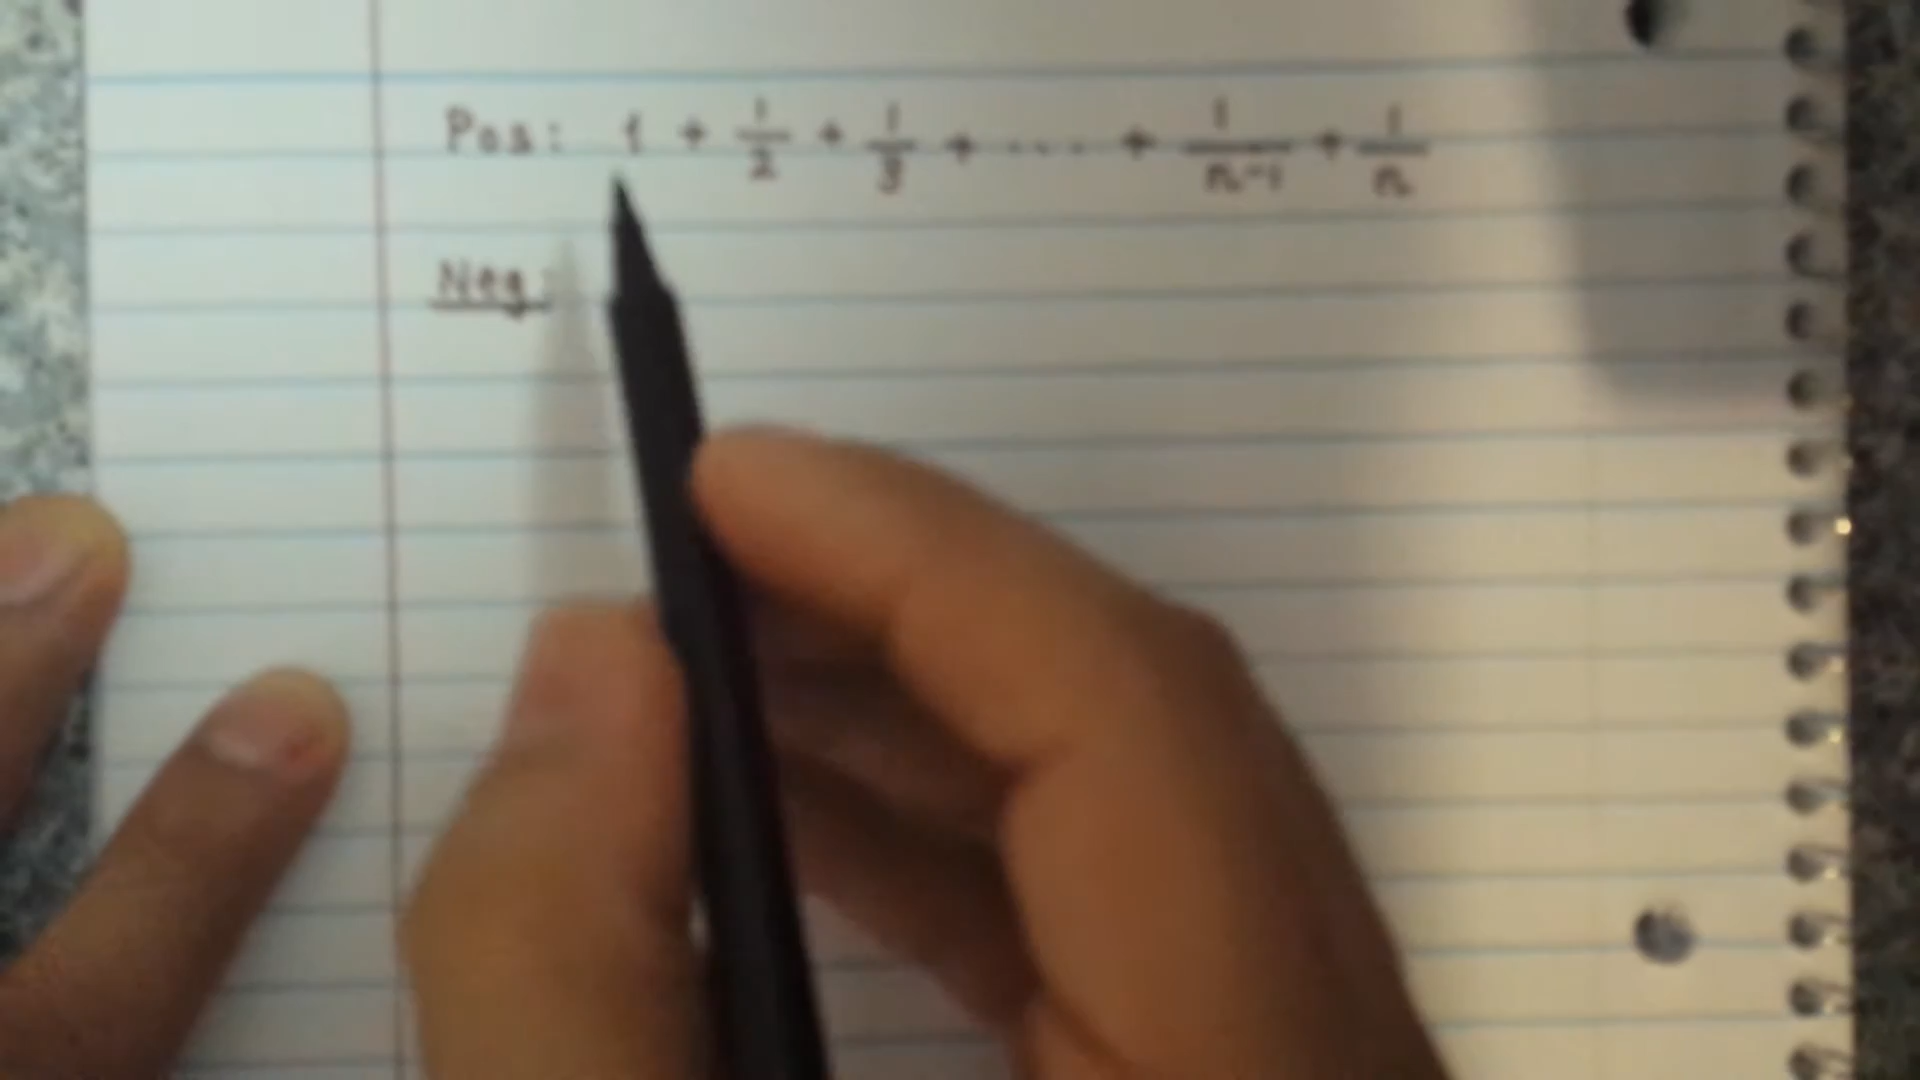 Pos: 1 + 1/2 + 1/3 + .... + 1/n-1 + 1/n
Neg: